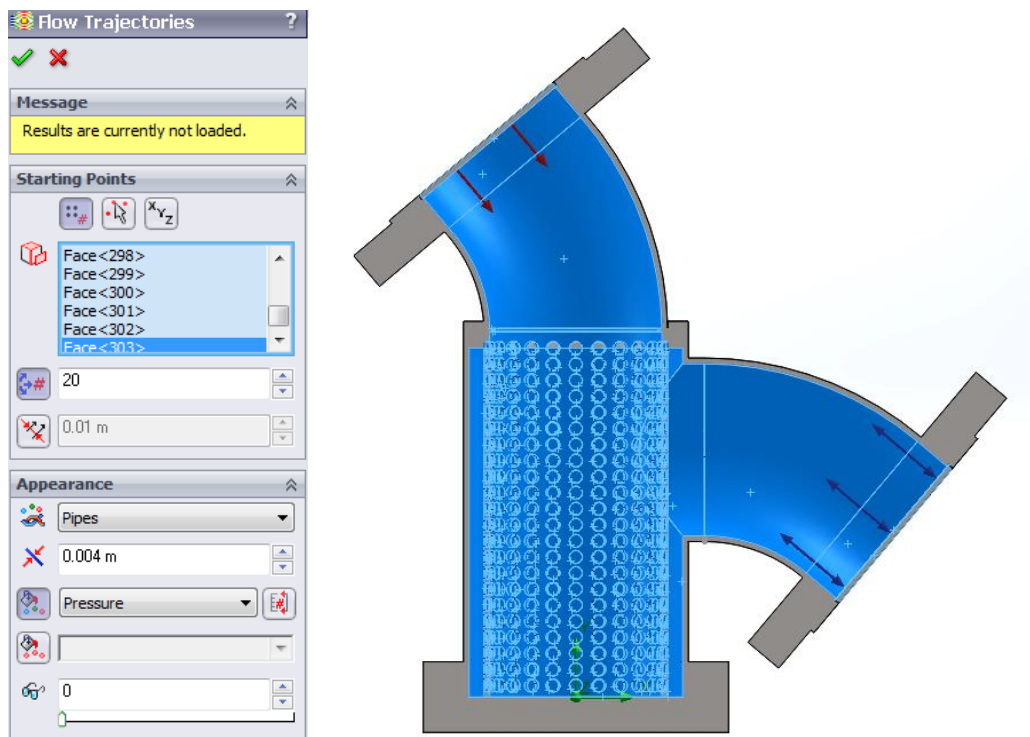 Flow Trajectories ?
Message
Results are currently not loaded.
Starting Points
#
X Y Z
Face<298>
Face<299>
Face<300>
Face<301>
Face<302>
Face<303>
# 20
0.01 m
Appearance
Pipes
0.004 m
Pressure
0